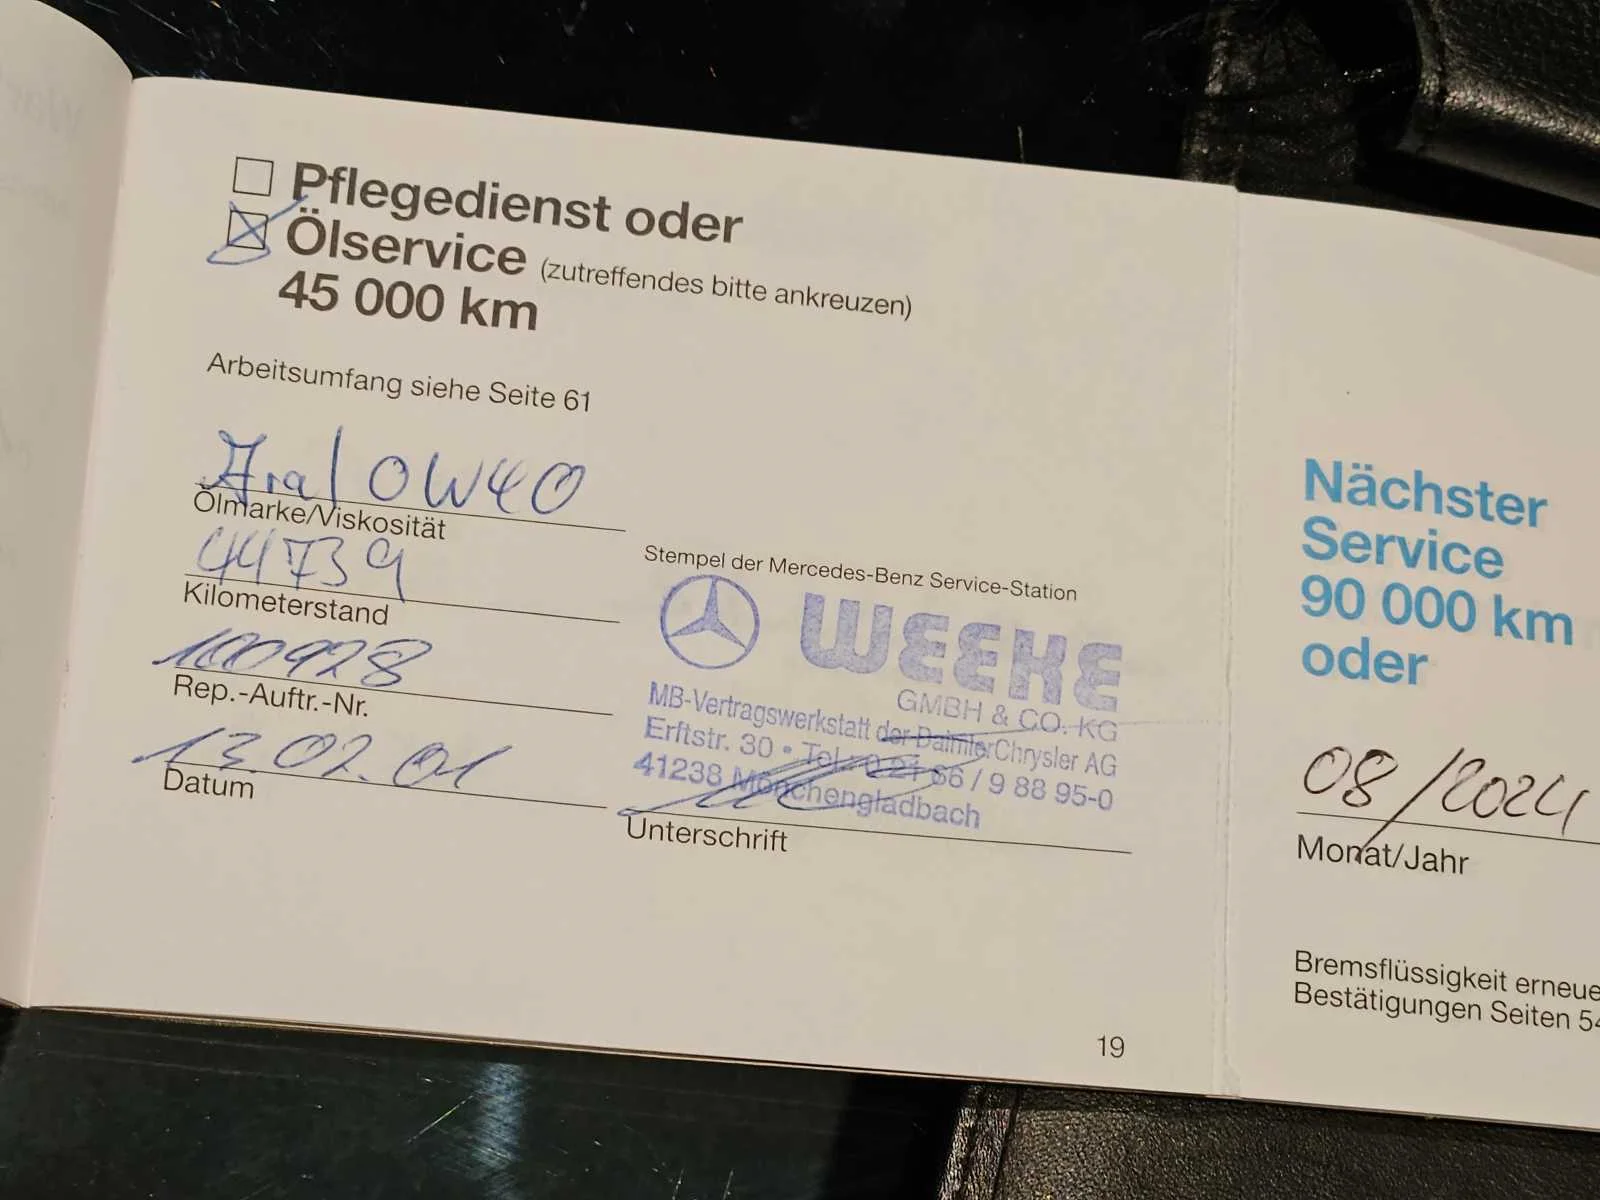 Pflegedienst oder
Ölservice (zutreffendes bitte ankreuzen)
45 000 km
Arbeitsumfang siehe Seite 61
Aral 0W40
Ölmarke/Viskosität
44739
Kilometerstand
100928
Rep.-Auftr.-Nr.
13.02.01
Datum
Stempel der Mercedes-Benz Service-Station
WEEKE
GMBH & CO. KG
MB-Vertragswerkstatt der DaimlerChrysler AG
Erftstr. 30 • Tel.: 0 21 66 / 9 88 95-0
41238 Mönchengladbach
Unterschrift
19
Nächster
Service
90 000 km
oder
08/2024
Monat/Jahr
Bremsflüssigkeit erneue
Bestätigungen Seiten 54